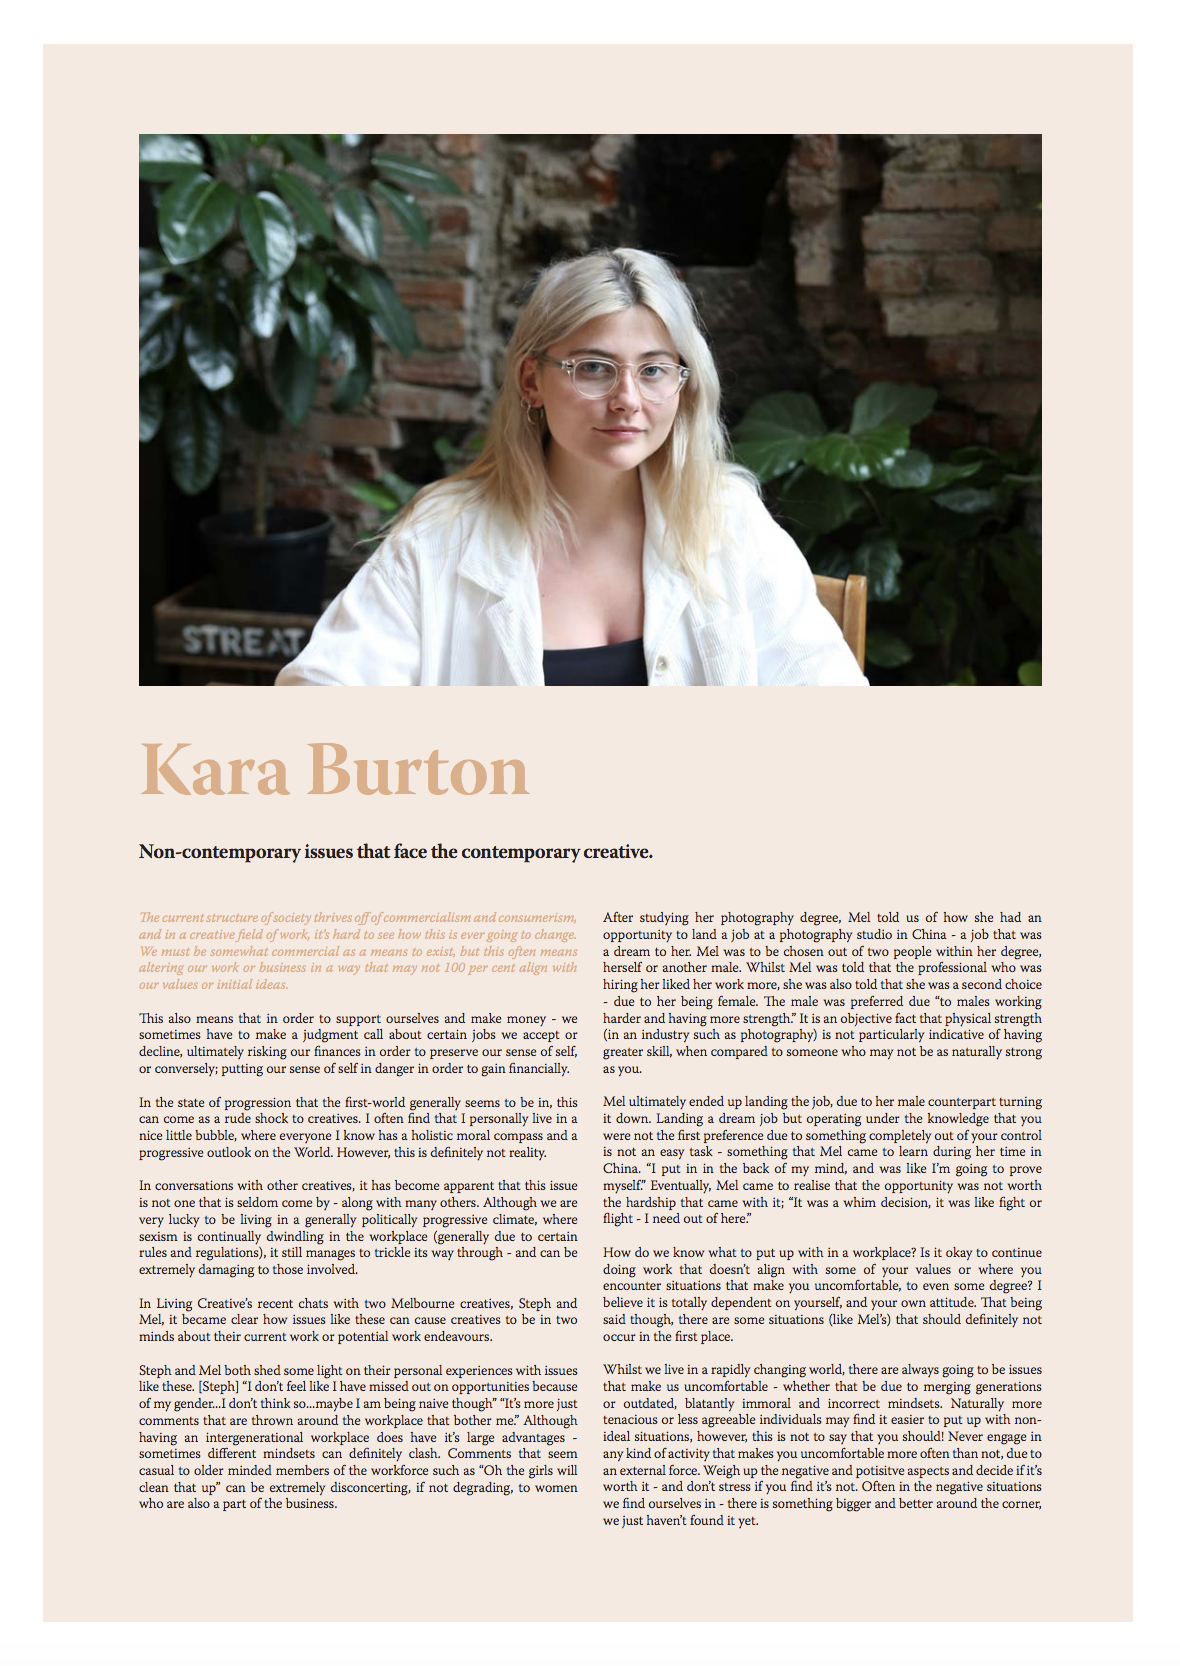 STREAT
Kara Burton
Non-contemporary issues that face the contemporary creative.
The current structure of society thrives off of commercialism and consumerism,
and in a creative field of work, it's hard to see how this is ever going to change.
We must be somewhat commercial as a means to exist, but this often means
altering our work or business in a way that may not 100 per cent align with
our values or initial ideas.
This also means that in order to support ourselves and make money - we
sometimes have to make a judgment call about certain jobs we accept or
decline, ultimately risking our finances in order to preserve our sense of self,
or conversely; putting our sense of self in danger in order to gain financially.
In the state of progression that the first-world generally seems to be in, this
can come as a rude shock to creatives. I often find that I personally live in a
nice little bubble, where everyone I know has a holistic moral compass and a
progressive outlook on the World. However, this is definitely not reality.
In conversations with other creatives, it has become apparent that this issue
is not one that is seldom come by - along with many others. Although we are
very lucky to be living in a generally politically progressive climate, where
sexism is continually dwindling in the workplace (generally due to certain
rules and regulations), it still manages to trickle its way through - and can be
extremely damaging to those involved.
In Living Creative's recent chats with two Melbourne creatives, Steph and
Mel, it became clear how issues like these can cause creatives to be in two
minds about their current work or potential work endeavours.
Steph and Mel both shed some light on their personal experiences with issues
like these. [Steph] “I don't feel like I have missed out on opportunities because
of my gender...I don't think so...maybe I am being naive though” “It's more just
comments that are thrown around the workplace that bother me.” Although
having an intergenerational workplace does have it's large advantages -
sometimes different mindsets can definitely clash. Comments that seem
casual to older minded members of the workforce such as “Oh the girls will
clean that up” can be extremely disconcerting, if not degrading, to women
who are also a part of the business.
After studying her photography degree, Mel told us of how she had an
opportunity to land a job at a photography studio in China - a job that was
a dream to her. Mel was to be chosen out of two people within her degree,
herself or another male. Whilst Mel was told that the professional who was
hiring her liked her work more, she was also told that she was a second choice
- due to her being female. The male was preferred due “to males working
harder and having more strength.” It is an objective fact that physical strength
(in an industry such as photography) is not particularly indicative of having
greater skill, when compared to someone who may not be as naturally strong
as you.
Mel ultimately ended up landing the job, due to her male counterpart turning
it down. Landing a dream job but operating under the knowledge that you
were not the first preference due to something completely out of your control
is not an easy task - something that Mel came to learn during her time in
China. “I put in in the back of my mind, and was like I'm going to prove
myself.” Eventually, Mel came to realise that the opportunity was not worth
the hardship that came with it; “It was a whim decision, it was like fight or
flight - I need out of here.”
How do we know what to put up with in a workplace? Is it okay to continue
doing work that doesn't align with some of your values or where you
encounter situations that make you uncomfortable, to even some degree? I
believe it is totally dependent on yourself, and your own attitude. That being
said though, there are some situations (like Mel's) that should definitely not
occur in the first place.
Whilst we live in a rapidly changing world, there are always going to be issues
that make us uncomfortable - whether that be due to merging generations
or outdated, blatantly immoral and incorrect mindsets. Naturally more
tenacious or less agreeable individuals may find it easier to put up with non-
ideal situations, however, this is not to say that you should! Never engage in
any kind of activity that makes you uncomfortable more often than not, due to
an external force. Weigh up the negative and potisitve aspects and decide if it's
worth it - and don't stress if you find it's not. Often in the negative situations
we find ourselves in - there is something bigger and better around the corner,
we just haven't found it yet.